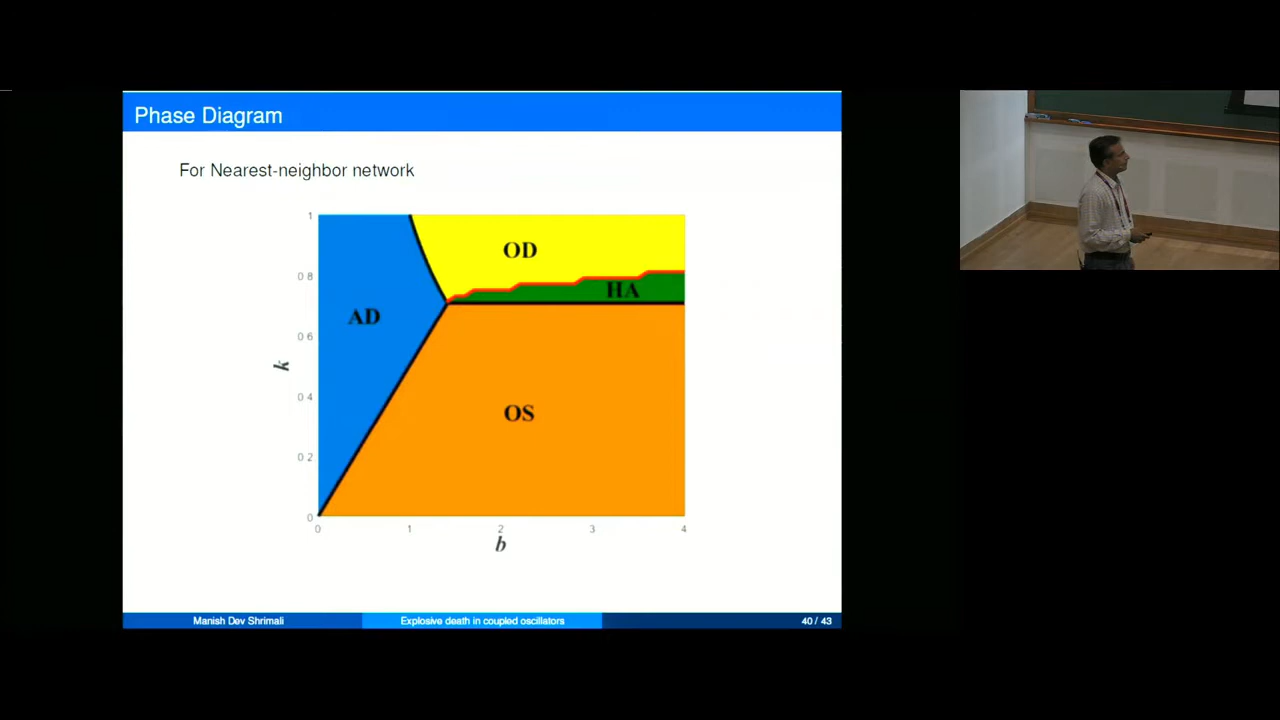 Phase Diagram
For Nearest-neighbor network
1
0 8
0 6
0 4
0 2
0
k
OD
HA
AD
OS
0 1 2 3 4
b
Manish Dev Shrimali Explosive death in coupled oscillators 40 / 43